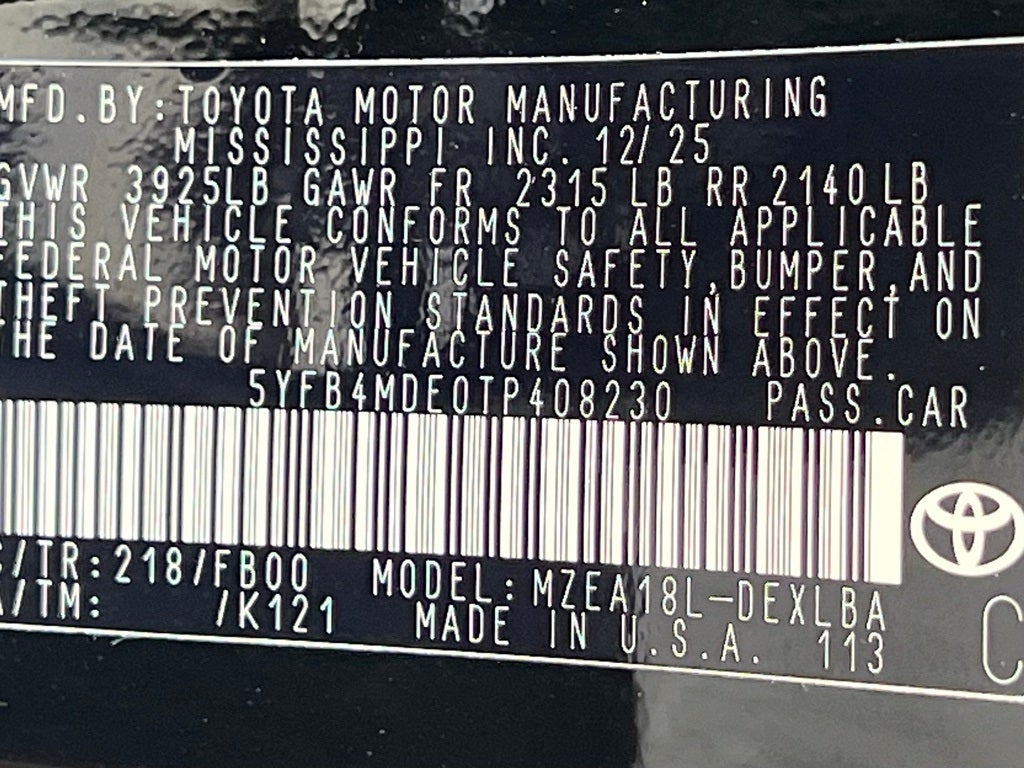 MFD.BY:TOYOTA MOTOR MANUFACTURING
MISSISSIPPI INC. 12/25
GVWR 3925LB GAWR FR 2315 LB RR 2140 LB
THIS VEHICLE CONFORMS TO ALL APPLICABLE
FEDERAL MOTOR VEHICLE SAFETY,BUMPER,AND
THEFT PREVENTION STANDARDS IN EFFECT ON
THE DATE OF MANUFACTURE SHOWN ABOVE.
5YFB4MDE0TP408230 PASS.CAR
C/TR:218/FB00 MODEL:MZEA18L-DEXLBA
A/TM: /K121 MADE IN U.S.A. 113
C